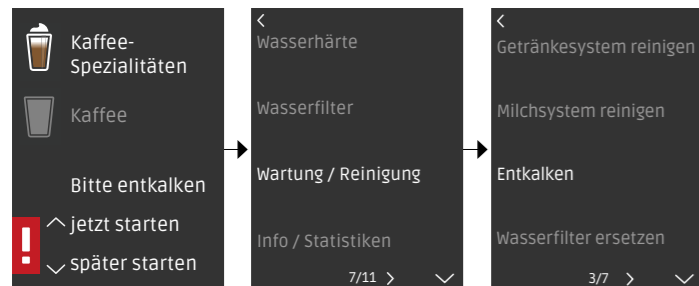 Kaffee-
Spezialitäten
Kaffee
Bitte entkalken
jetzt starten
!
später starten
<
Wasserhärte
Wasserfilter
Wartung / Reinigung
Info / Statistiken
7/11 >
<
Getränkesystem reinigen
Milchsystem reinigen
Entkalken
Wasserfilter ersetzen
3/7 >